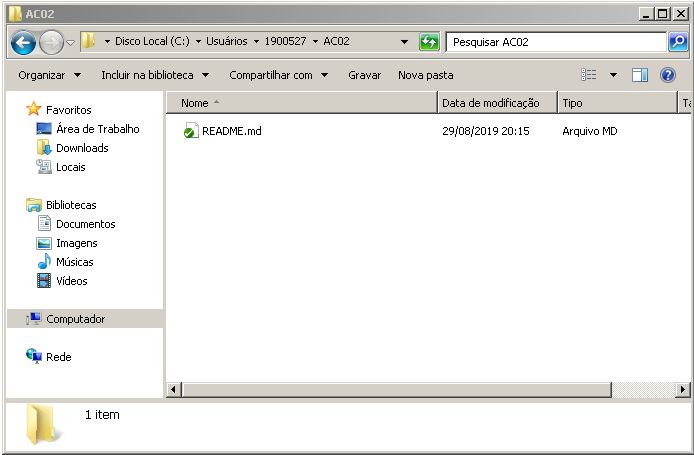 AC02
Disco Local (C:) Usuários 1900527 AC02 Pesquisar AC02
Organizar Incluir na biblioteca Compartilhar com Gravar Nova pasta
Favoritos
Área de Trabalho
Downloads
Locais
Bibliotecas
Documentos
Imagens
Músicas
Vídeos
Computador
Rede
Nome Data de modificação Tipo Ta
README.md 29/08/2019 20:15 Arquivo MD
1 item